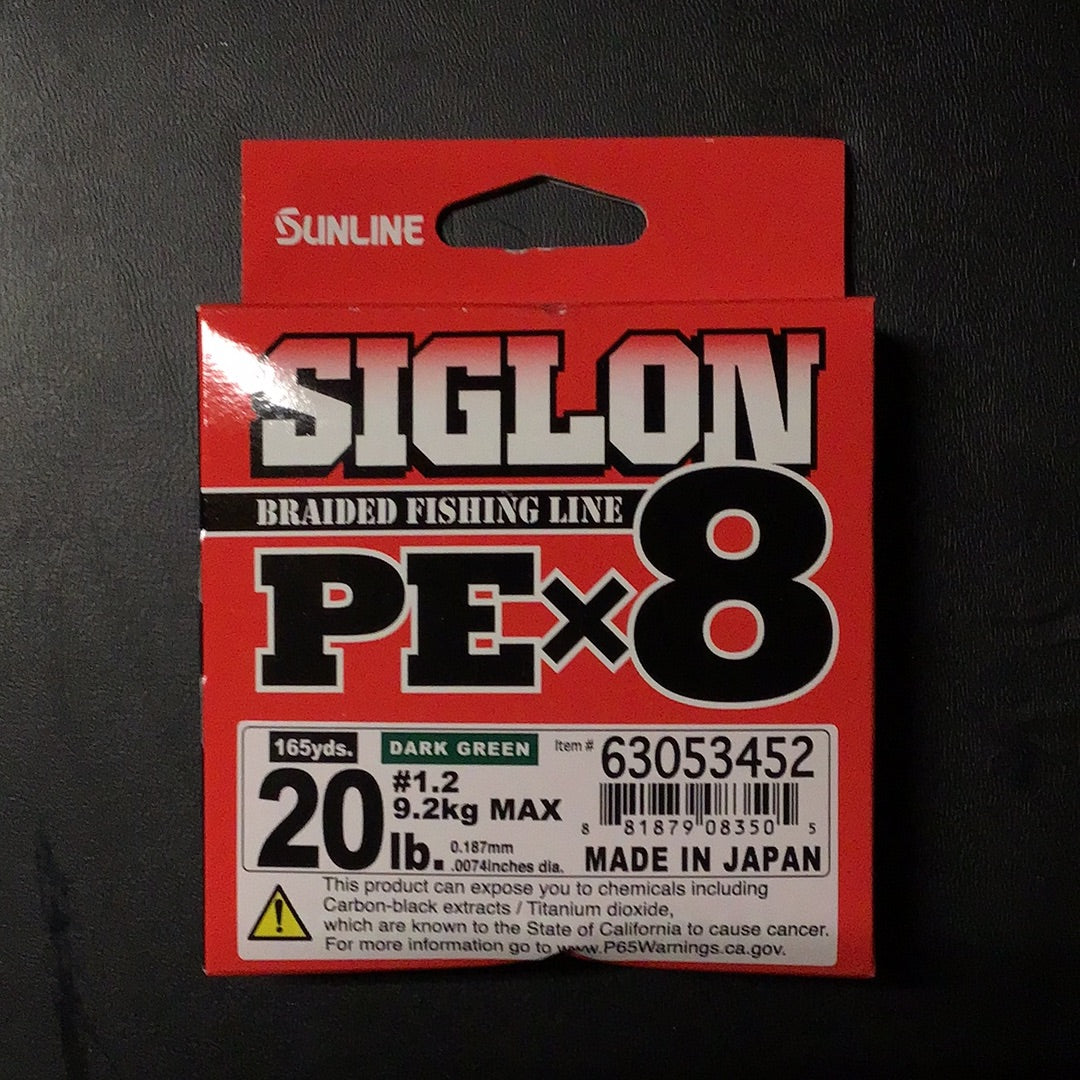 SUNLINE
SIGLON
BRAIDED FISHING LINE
PE×8
165yds. DARK GREEN Item # 63053452
20 lb. #1.2
9.2kg MAX
0.187mm
.0074inches dia.
8 81879 08350 5
MADE IN JAPAN
This product can expose you to chemicals including
Carbon-black extracts / Titanium dioxide,
which are known to the State of California to cause cancer.
For more information go to www.P65Warnings.ca.gov.